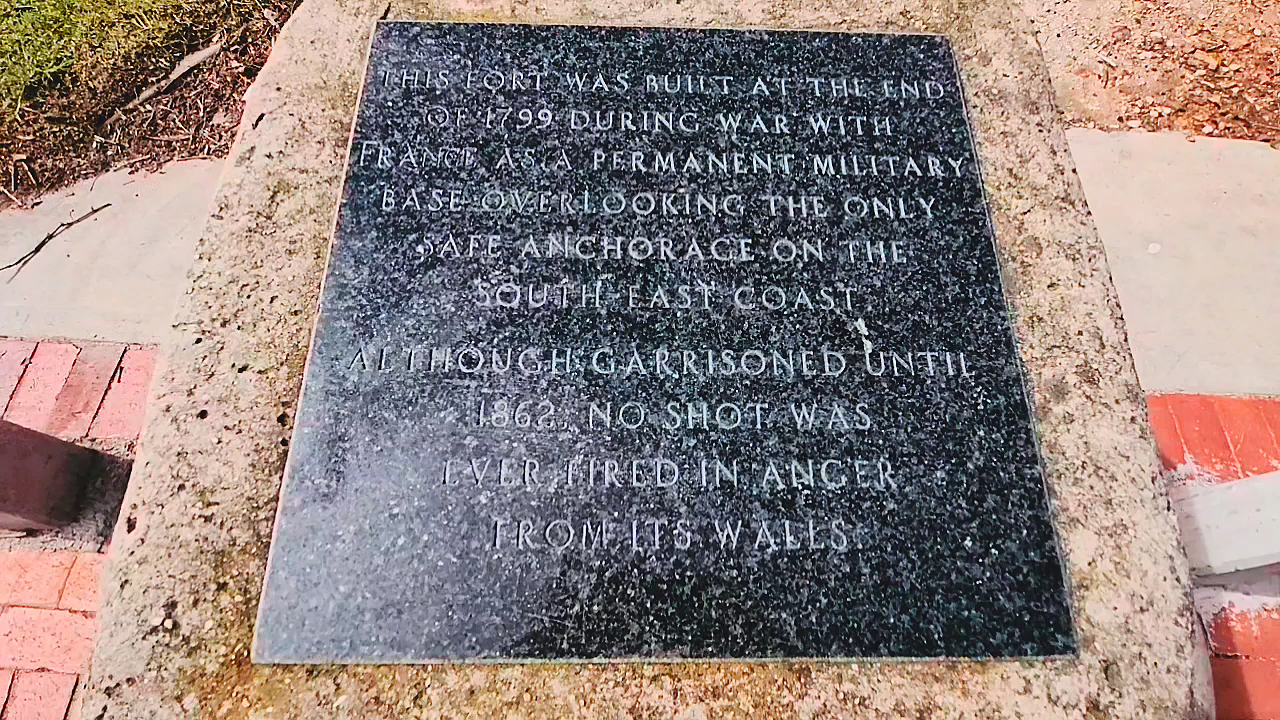 THIS FORT WAS BUILT AT THE END
OF 1799 DURING WAR WITH
FRANCE AS A PERMANENT MILITARY
BASE OVERLOOKING THE ONLY
SAFE ANCHORAGE ON THE
SOUTH EAST COAST
ALTHOUGH GARRISONED UNTIL
1862 NO SHOT WAS
EVER FIRED IN ANGER
FROM ITS WALLS.